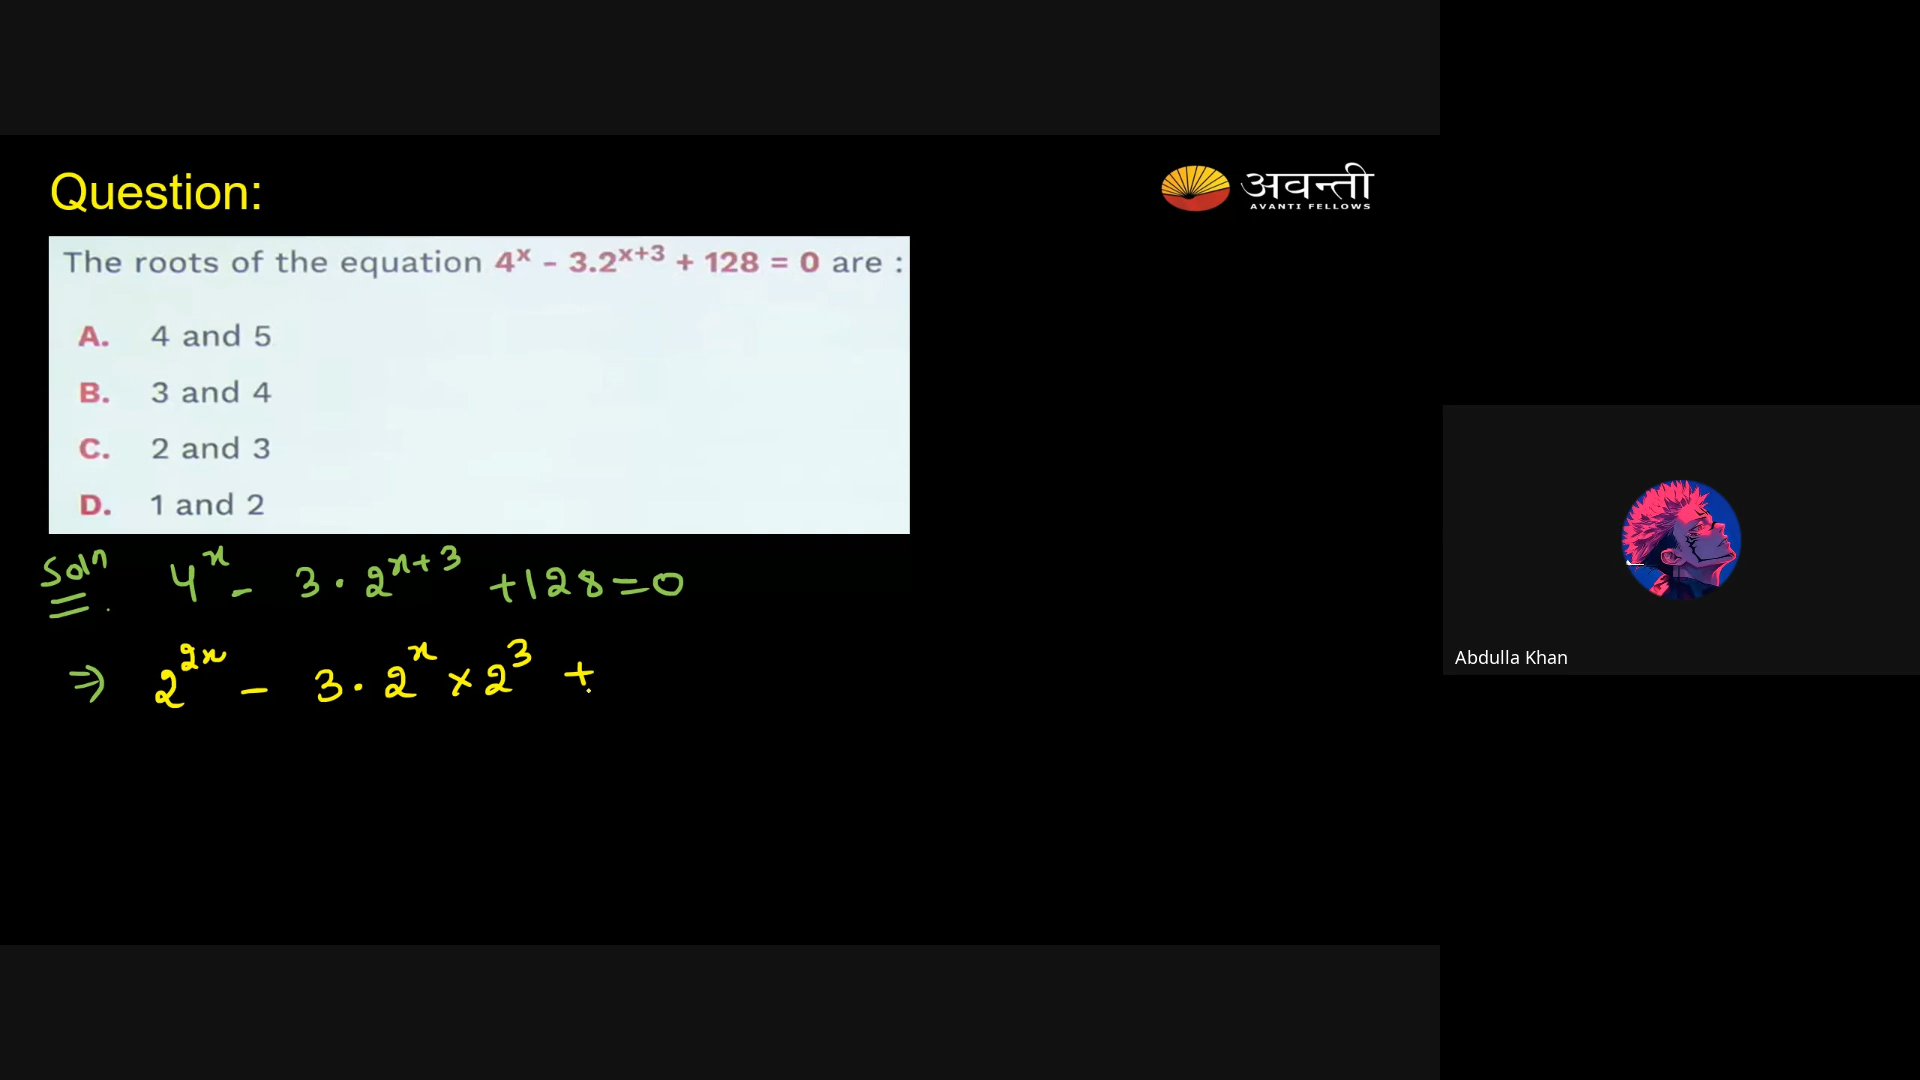 Question:
अवन्ती
AVANTI FELLOWS
The roots of the equation 4ˣ - 3.2ˣ⁺³ + 128 = 0 are :
A. 4 and 5
B. 3 and 4
C. 2 and 3
D. 1 and 2
Soln 4ˣ - 3 · 2ˣ⁺³ +128=0
⇒ 2²ˣ - 3 · 2ˣ × 2³ +
Abdulla Khan